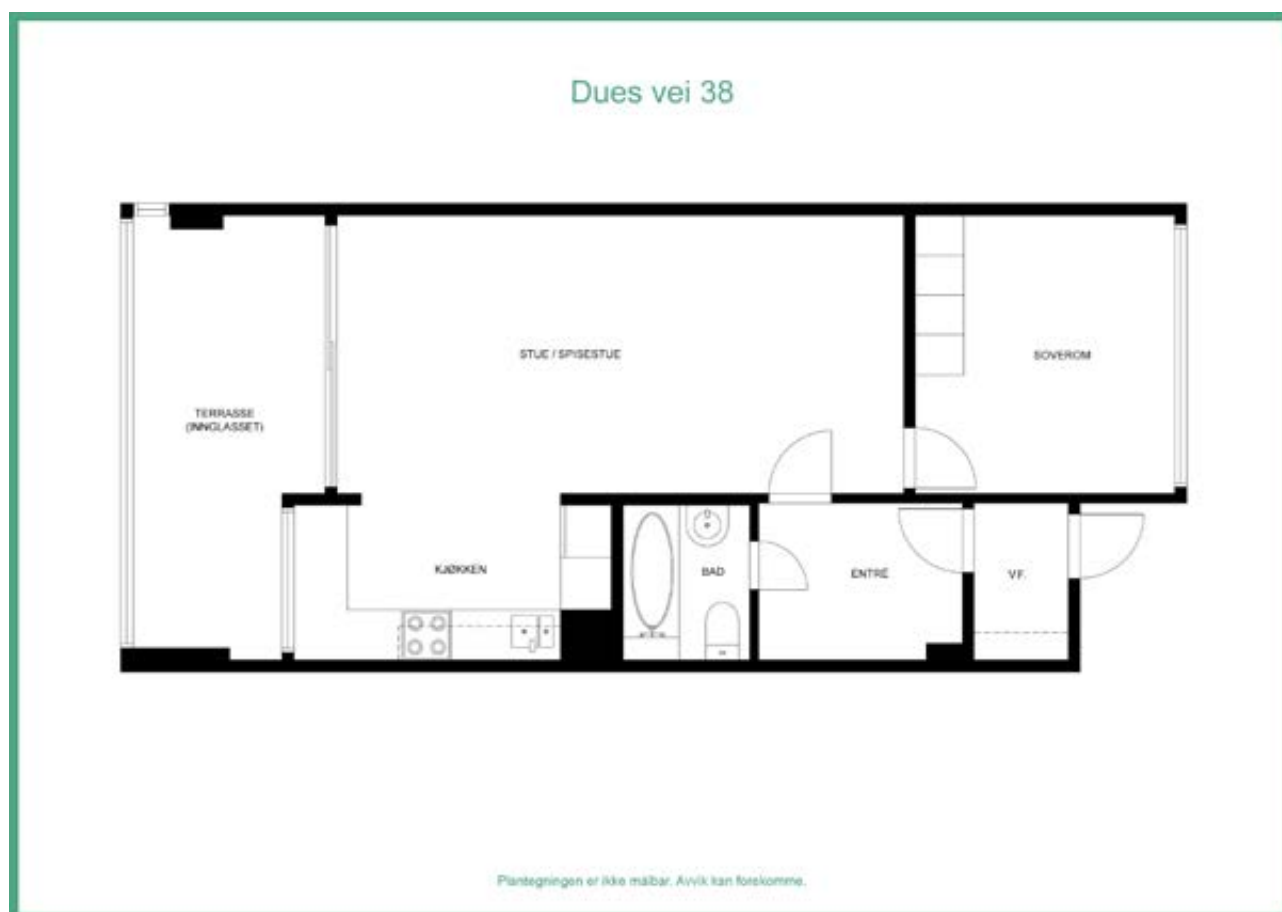 Dues vei 38
STUE / SPISESTUE
SOVEROM
TERRASSE
(INNGLASSET)
KJØKKEN
BAD
ENTRÉ
V.F.
Plantegningen er ikke målbar. Avvik kan forekomme.